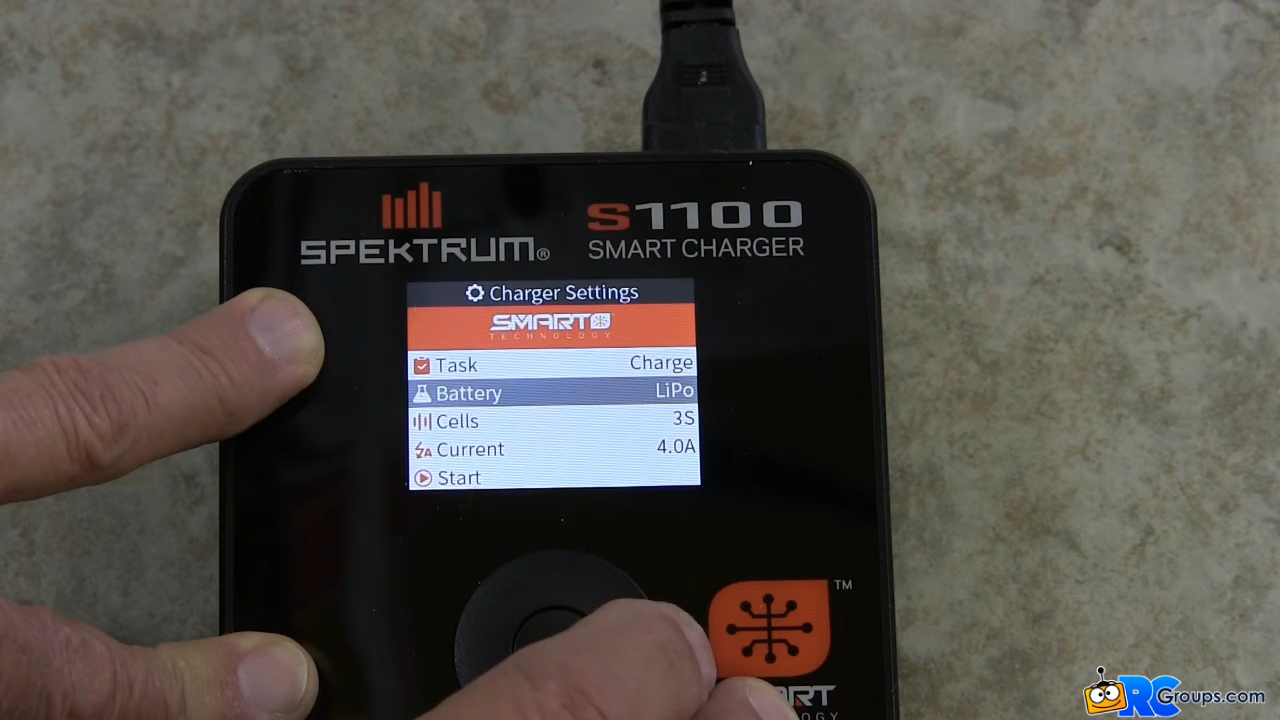 SPEKTRUM®
S1100
SMART CHARGER
Charger Settings
SMART
TECHNOLOGY
Task Charge
Battery LiPo
Cells 3S
Current 4.0A
Start
TM
RCGroups.com